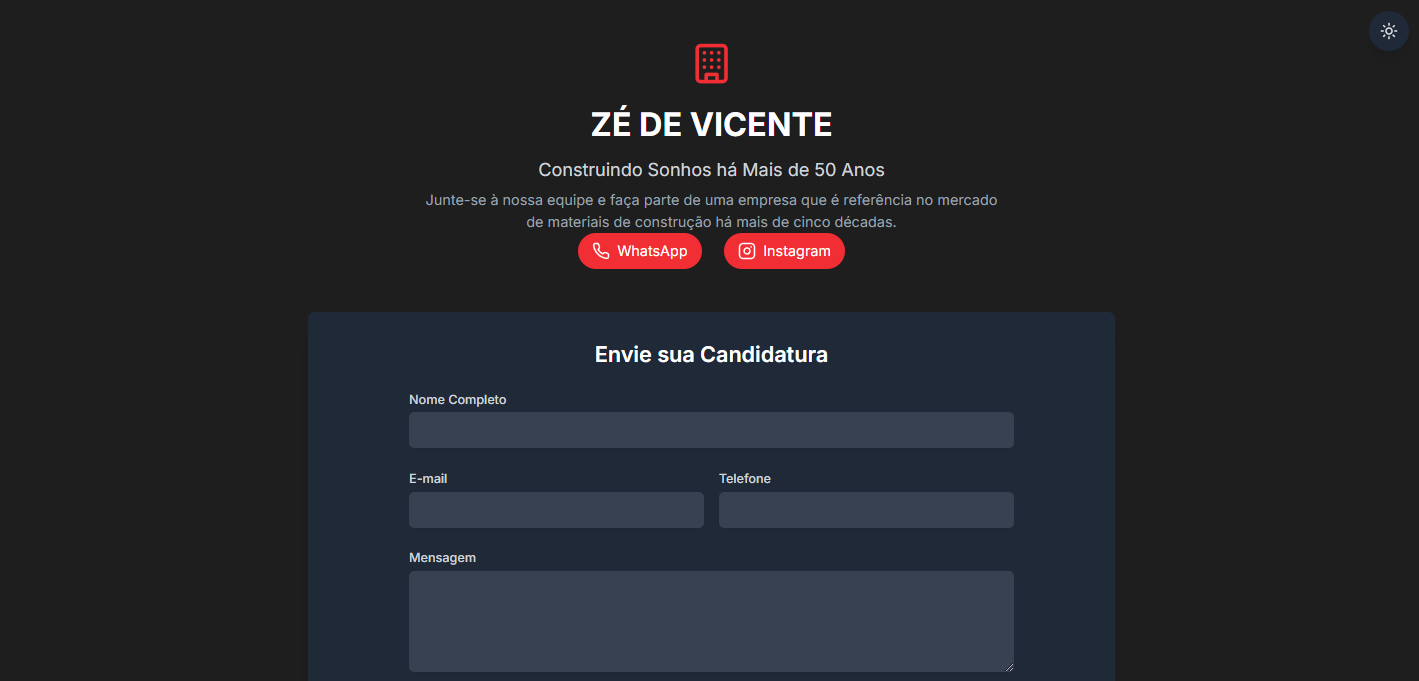 ZÉ DE VICENTE
Construindo Sonhos há Mais de 50 Anos
Junte-se à nossa equipe e faça parte de uma empresa que é referência no mercado
de materiais de construção há mais de cinco décadas.
WhatsApp Instagram
Envie sua Candidatura
Nome Completo
E-mail Telefone
Mensagem